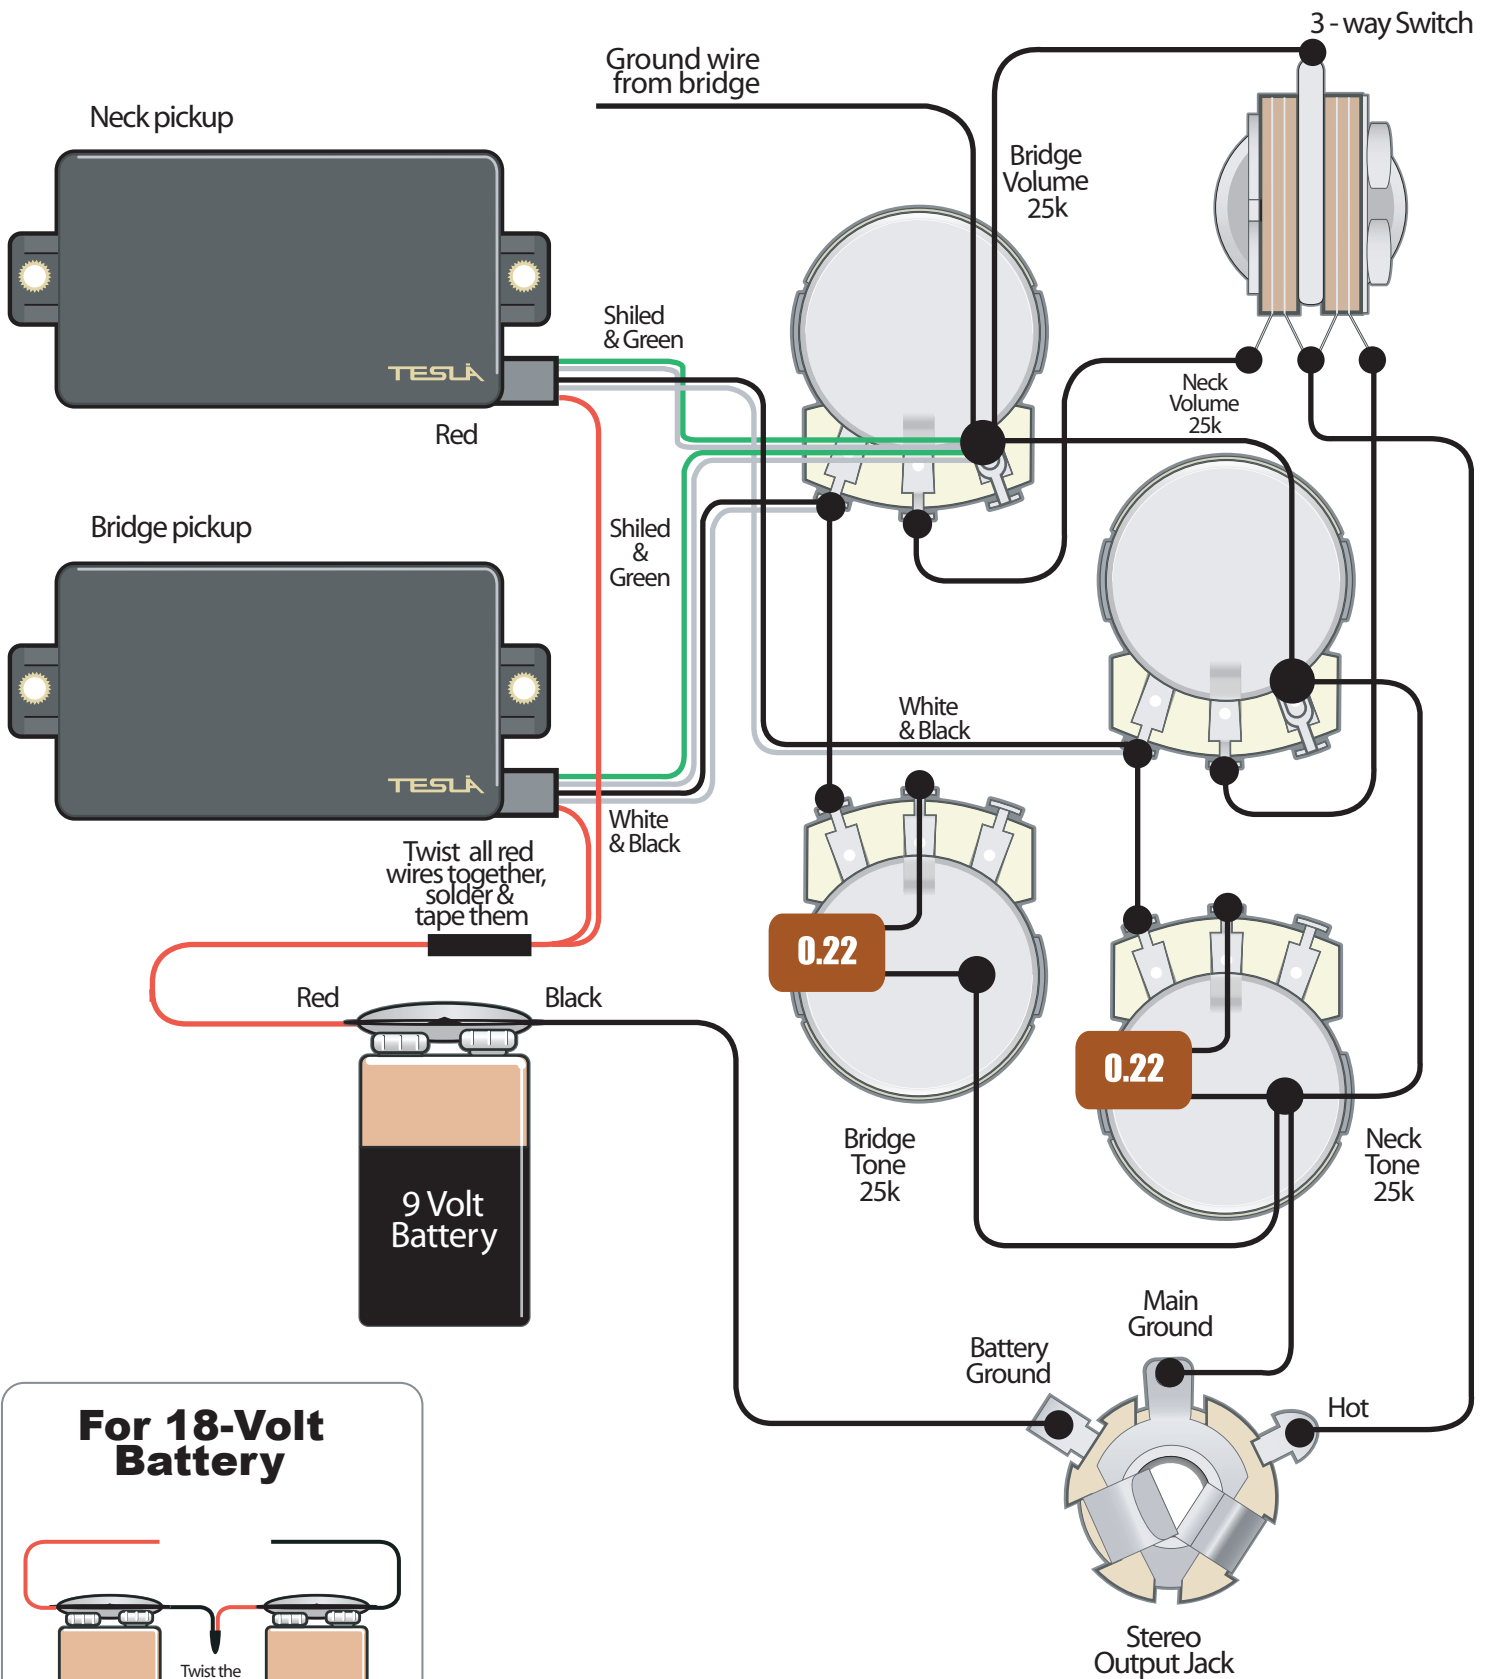 3 - way Switch
Ground wire
from bridge
Neck pickup
Bridge
Volume
25k
Shiled
& Green
TESLA
Red
Neck
Volume
25k
Bridge pickup
Shiled
&
Green
TESLA
White
& Black
White
& Black
Twist all red
wires together,
solder &
tape them
0.22
Red
Black
0.22
9 Volt
Battery
Bridge
Tone
25k
Neck
Tone
25k
Main
Ground
Battery
Ground
Hot
For 18-Volt
Battery
Twist the
Stereo
Output Jack